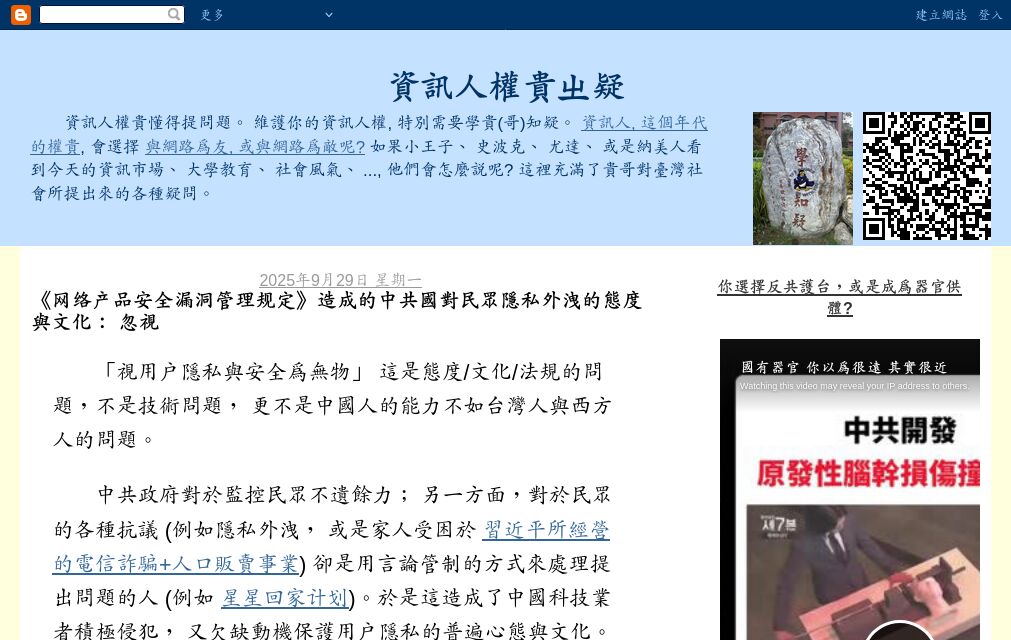 更多
建立網誌 登入
資訊人權貴出疑
資訊人權貴懂得提問題。 維護你的資訊人權, 特別需要學貴(哥)知疑。 資訊人, 這個年代
的權貴, 會選擇 與網路爲友, 或與網路爲敵呢? 如果小王子、 史波克、 尤達、 或是納美人看
到今天的資訊市場、 大學教育、 社會風氣、 ..., 他們會怎麼說呢? 這裡充滿了貴哥對臺灣社
會所提出來的各種疑問。
學
知
疑
2025年9月29日 星期一
《网络产品安全漏洞管理规定》造成的中共國對民眾隱私外洩的態度
與文化： 忽視
「視用户隱私與安全爲無物」 這是態度/文化/法規的問
題，不是技術問題， 更不是中國人的能力不如台灣人與西方
人的問題。
中共政府對於監控民眾不遺餘力； 另一方面，對於民眾
的各種抗議 (例如隱私外洩， 或是家人受困於 習近平所經營
的電信詐騙+人口販賣事業) 卻是用言論管制的方式來處理提
出問題的人 (例如 星星回家计划)。於是這造成了中國科技業
者積極侵犯， 又欠缺動機保護用户隱私的普遍心態與文化。
你選擇反共護台，或是成爲器官供
體?
國有器官 你以爲很遠 其實很近
Watching this video may reveal your IP address to others.
中共開發
原發性腦幹損傷撞
세7분